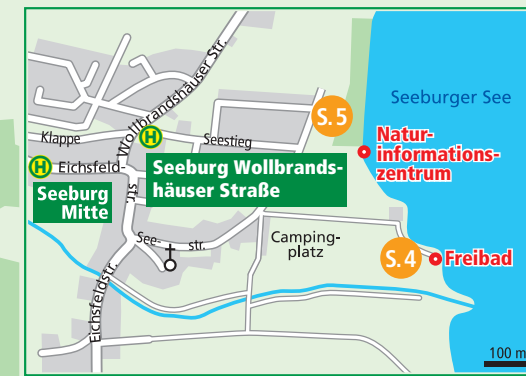 Wollbrandshäuser Str.
Seeburger See
S. 5
Klappe
H
Seestieg
Natur-
informations-
zentrum
H
Eichsfeld-
str.
Seeburg Wollbrands-
häuser Straße
Seeburg
Mitte
See-
str.
Camping-
platz
S. 4
Freibad
Eichsfeldstr.
100 m